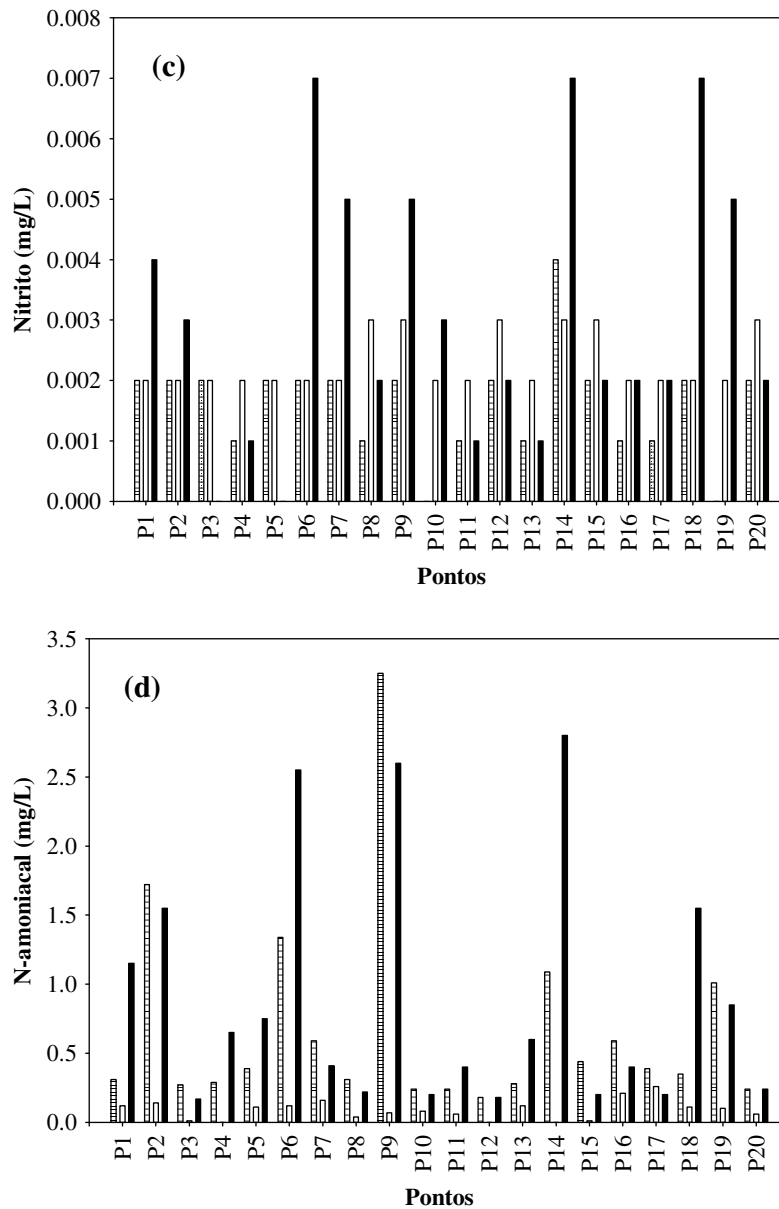 0.008
(c)
0.007
0.006
0.005
0.004
0.003
0.002
0.001
0.000
Nitrito (mg/L)
P1 P2 P3 P4 P5 P6 P7 P8 P9 P10 P11 P12 P13 P14 P15 P16 P17 P18 P19 P20
Pontos
3.5
(d)
3.0
2.5
2.0
1.5
1.0
0.5
0.0
N-amoniacal (mg/L)
P1 P2 P3 P4 P5 P6 P7 P8 P9 P10 P11 P12 P13 P14 P15 P16 P17 P18 P19 P20
Pontos